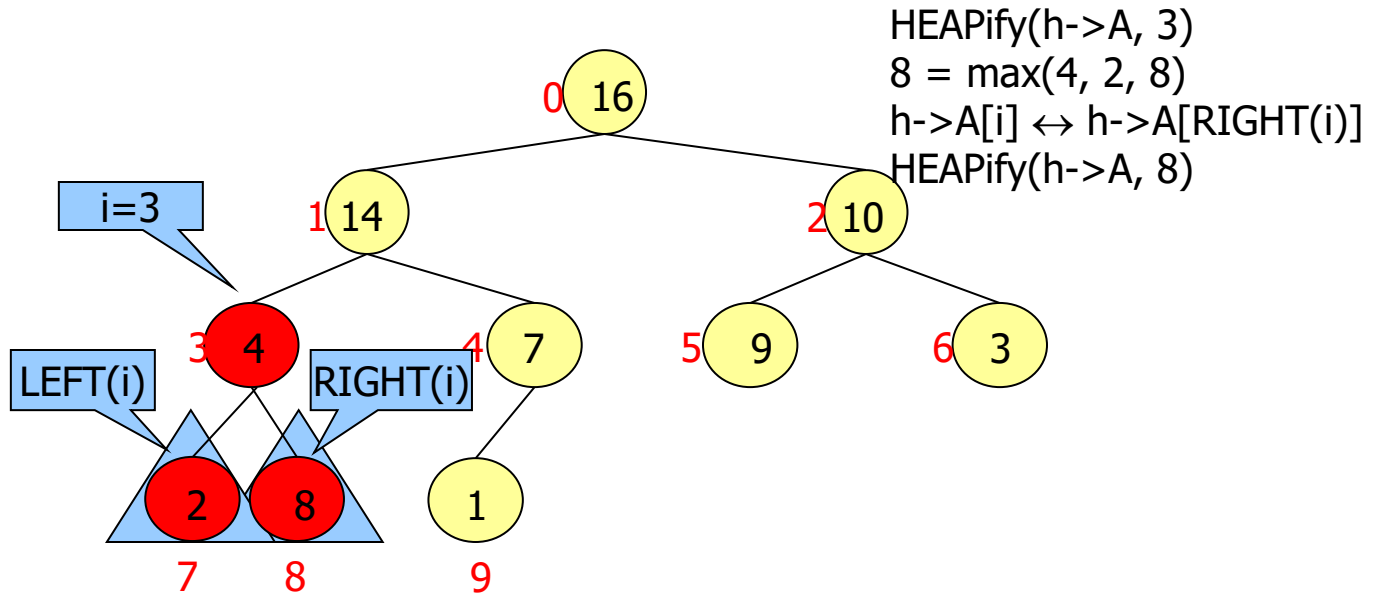 HEAPify(h->A, 3)
8 = max(4, 2, 8)
h->A[i] ↔ h->A[RIGHT(i)]
HEAPify(h->A, 8)
0 16
i=3
1 14
2 10
3 4
4 7
5 9
6 3
LEFT(i)
RIGHT(i)
2
8
1
7
8
9